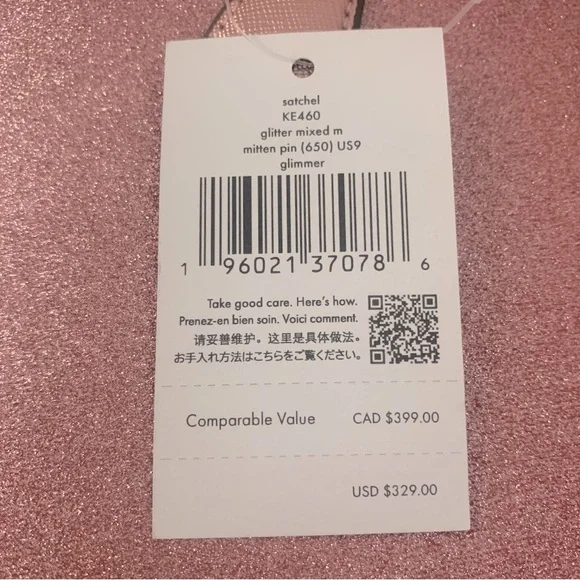 satchel
KE460
glitter mixed m
mitten pin (650) US9
glimmer
1 96021 37078 6
Take good care. Here's how.
Prenez-en bien soin. Voici comment.
请妥善维护。这里是具体做法。
お手入れ方法はこちらをご覧ください。
Comparable Value CAD $399.00
USD $329.00